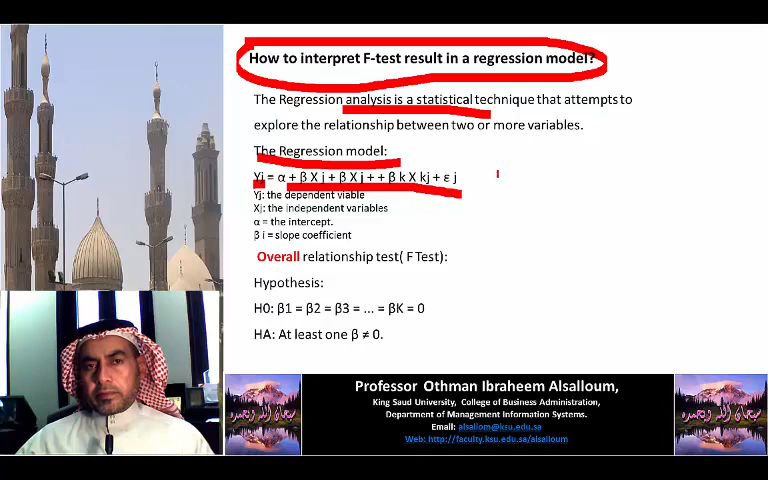 How to interpret F-test result in a regression model?
The Regression analysis is a statistical technique that attempts to
explore the relationship between two or more variables.
The Regression model:
Yj = α + β X j + β X j + + β k X kj + ε j
Yj: the dependent viable
Xj: the independent variables
α = the intercept.
β i = slope coefficient
Overall relationship test( F Test):
Hypothesis:
H0: β1 = β2 = β3 = ... = βK = 0
HA: At least one β ≠ 0.
Professor Othman Ibraheem Alsalloum,
King Saud University, College of Business Administration,
Department of Management Information Systems.
Email: alsallom@ksu.edu.sa
Web: http://faculty.ksu.edu.sa/alsalloum
سبحان الله وبحمده
سبحان الله وبحمده